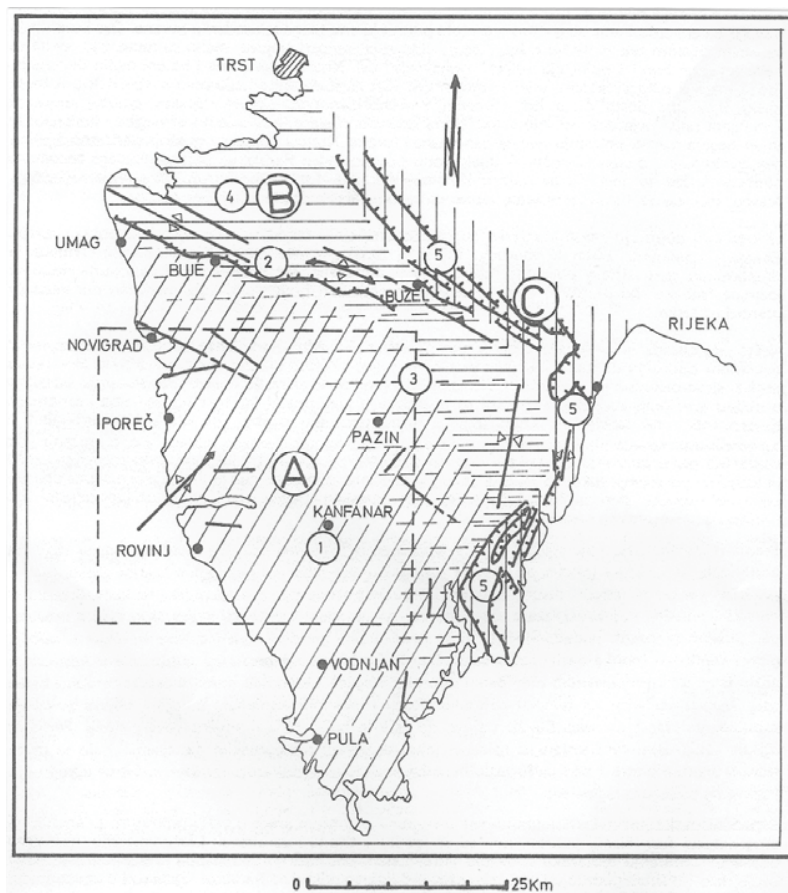 TRST
4
B
UMAG
BUJE
2
5
BUZEL
C
RIJEKA
NOVIGRAD
3
POREČ
5
PAZIN
A
KANFANAR
ROVINJ
1
5
VODNJAN
PULA
0 25Km